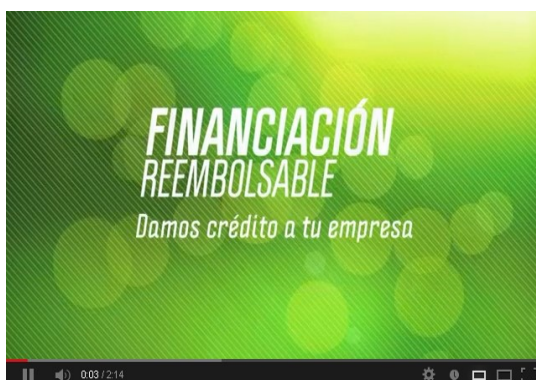 FINANCIACIÓN
REEMBOLSABLE
Damos crédito a tu empresa
0:03 / 2:14